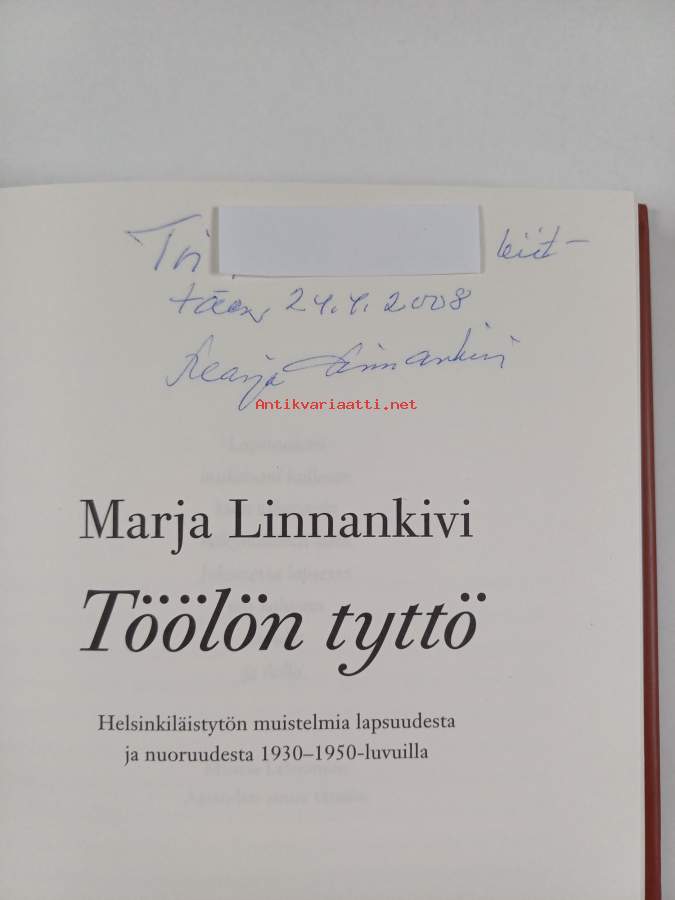 kiit-
täen, 24.4.2008
Marja Linnankivi
Antikvariaatti.net
Marja Linnankivi
Töölön tyttö
Helsinkiläistytön muistelmia lapsuudesta
ja nuoruudesta 1930–1950-luvuilla